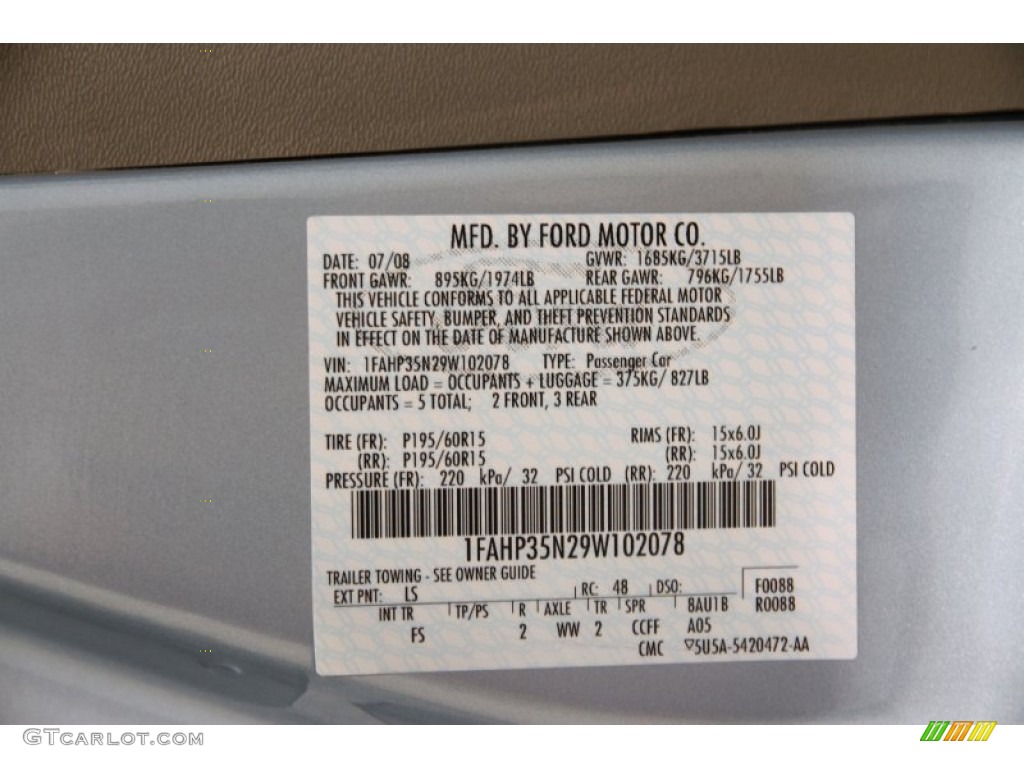 MFD. BY FORD MOTOR CO.
DATE: 07/08 GVWR: 1685KG/3715LB
FRONT GAWR: 895KG/1974LB REAR GAWR: 796KG/1755LB
THIS VEHICLE CONFORMS TO ALL APPLICABLE FEDERAL MOTOR
VEHICLE SAFETY, BUMPER, AND THEFT PREVENTION STANDARDS
IN EFFECT ON THE DATE OF MANUFACTURE SHOWN ABOVE.
VIN: 1FAHP35N29W102078 TYPE: Passenger Car
MAXIMUM LOAD = OCCUPANTS + LUGGAGE = 375KG/ 827LB
OCCUPANTS = 5 TOTAL; 2 FRONT, 3 REAR
TIRE (FR): P195/60R15 RIMS (FR): 15x6.0J
(RR): P195/60R15 (RR): 15x6.0J
PRESSURE (FR): 220 kPa/ 32 PSI COLD (RR): 220 kPa/ 32 PSI COLD
1FAHP35N29W102078
TRAILER TOWING - SEE OWNER GUIDE
EXT PNT: LS RC: 48 DSO: F0088
INT TR TP/PS R AXLE TR SPR 8AU1B R0088
FS 2 WW 2 CCFF A05
CMC ▽5U5A-5420472-AA
GTCARLOT.COM